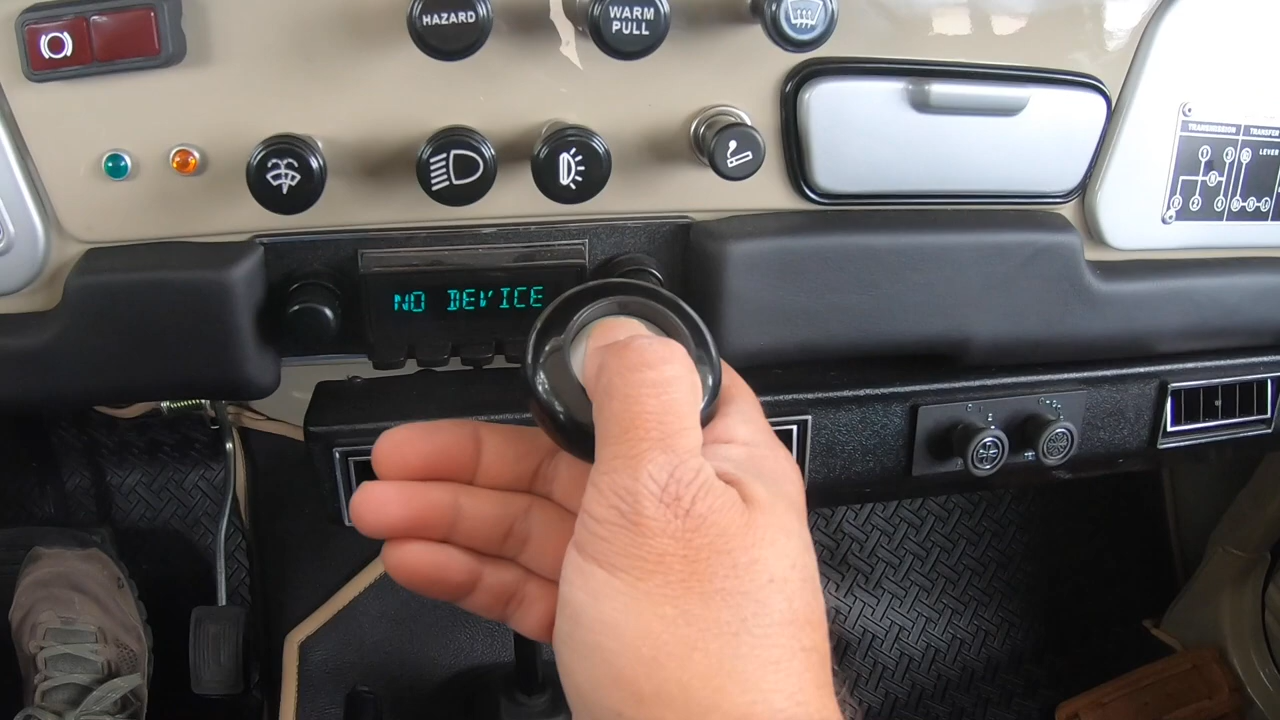 HAZARD
WARM
PULL
TRANSMISSION
TRANSFER
LEVER
NO DEVICE